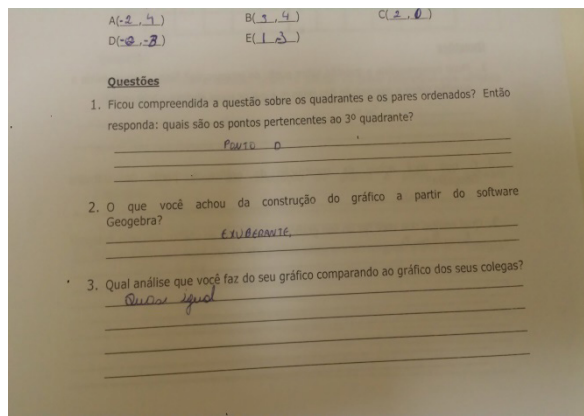 A(-2, 4) B(3, 4) C(2, 0)
D(-2, -3) E(1, 3)
Questões
1. Ficou compreendida a questão sobre os quadrantes e os pares ordenados? Então
responda: quais são os pontos pertencentes ao 3º quadrante?
PONTO D
2. O que você achou da construção do gráfico a partir do software
Geogebra?
EXUBERANTE,
3. Qual análise que você faz do seu gráfico comparando ao gráfico dos seus colegas?
Quase igual